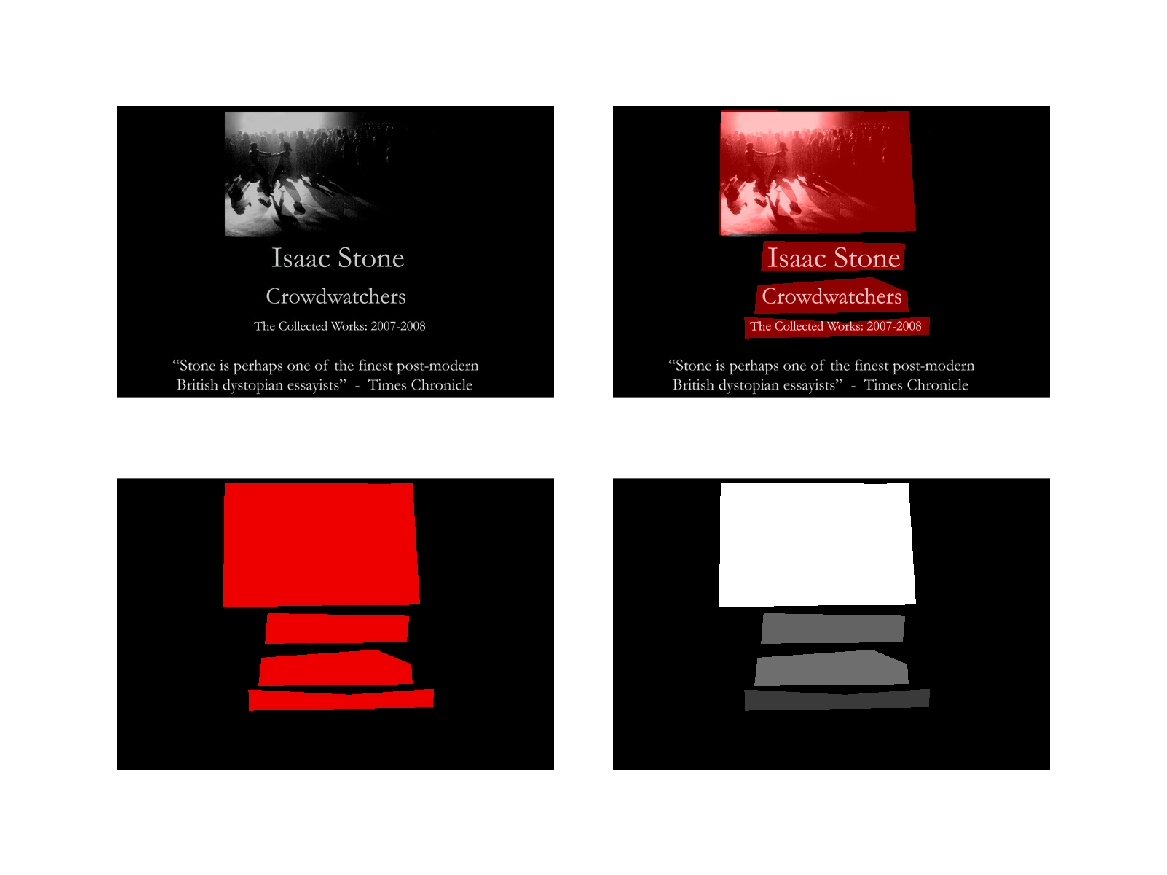 Isaac Stone
Crowdwatchers
The Collected Works: 2007-2008
“Stone is perhaps one of the finest post-modern
British dystopian essayists” - Times Chronicle
Isaac Stone
Crowdwatchers
The Collected Works: 2007-2008
“Stone is perhaps one of the finest post-modern
British dystopian essayists” - Times Chronicle